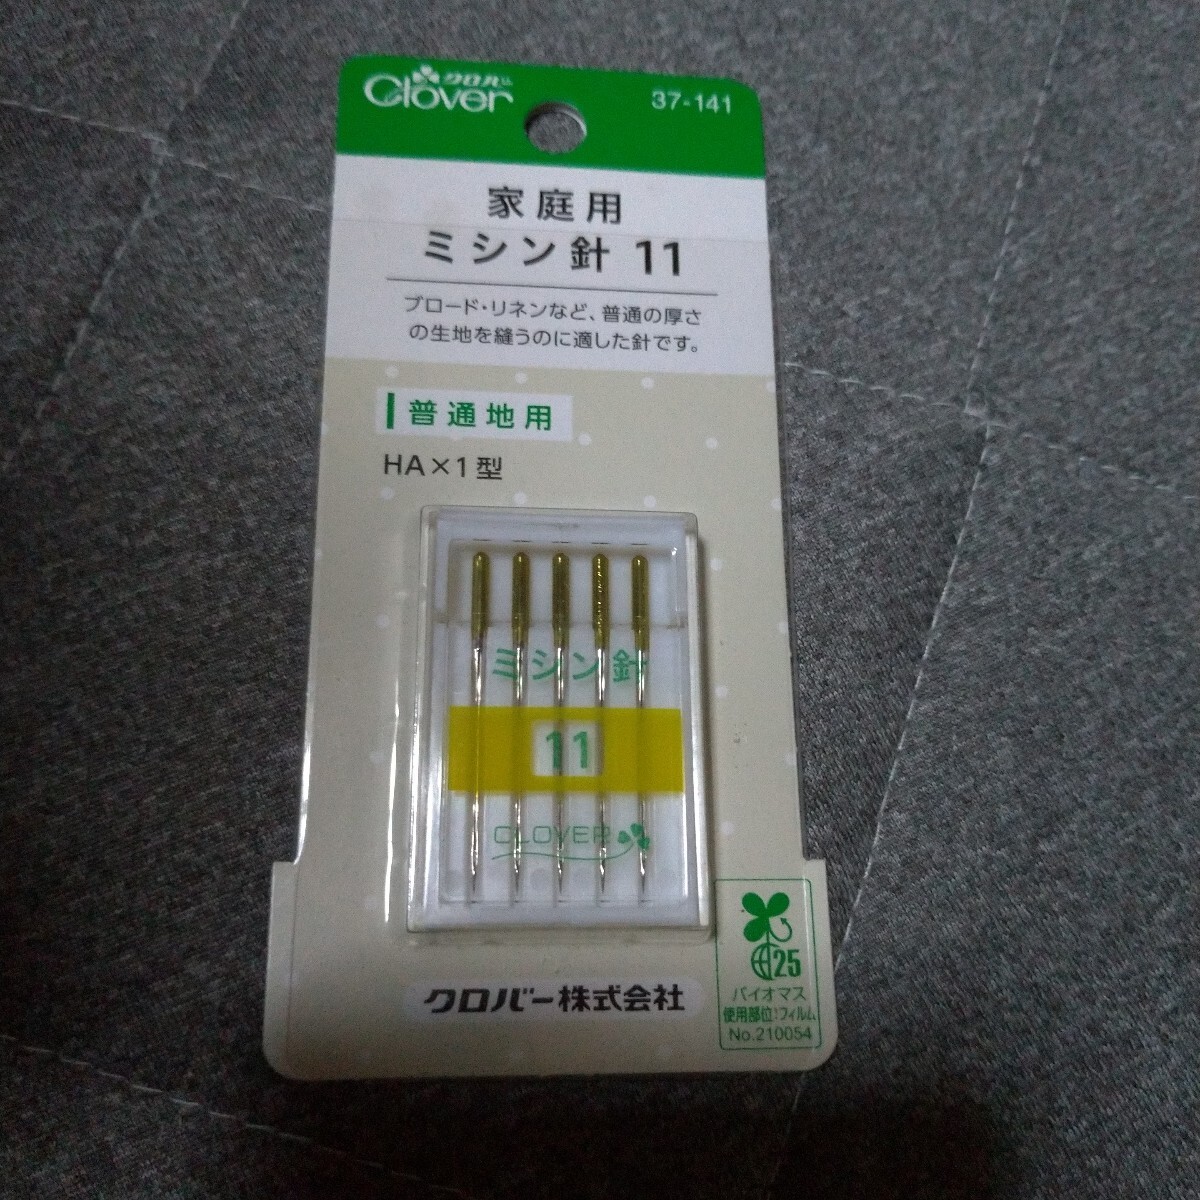 クロバー
Clover
37-141
家庭用
ミシン針 11
ブロード・リネンなど、普通の厚さ
の生地を縫うのに適した針です。
普通地用
HA×1型
ミシン針
11
CLOVER
クロバー株式会社
25
バイオマス
使用部位:フィルム
No.210054